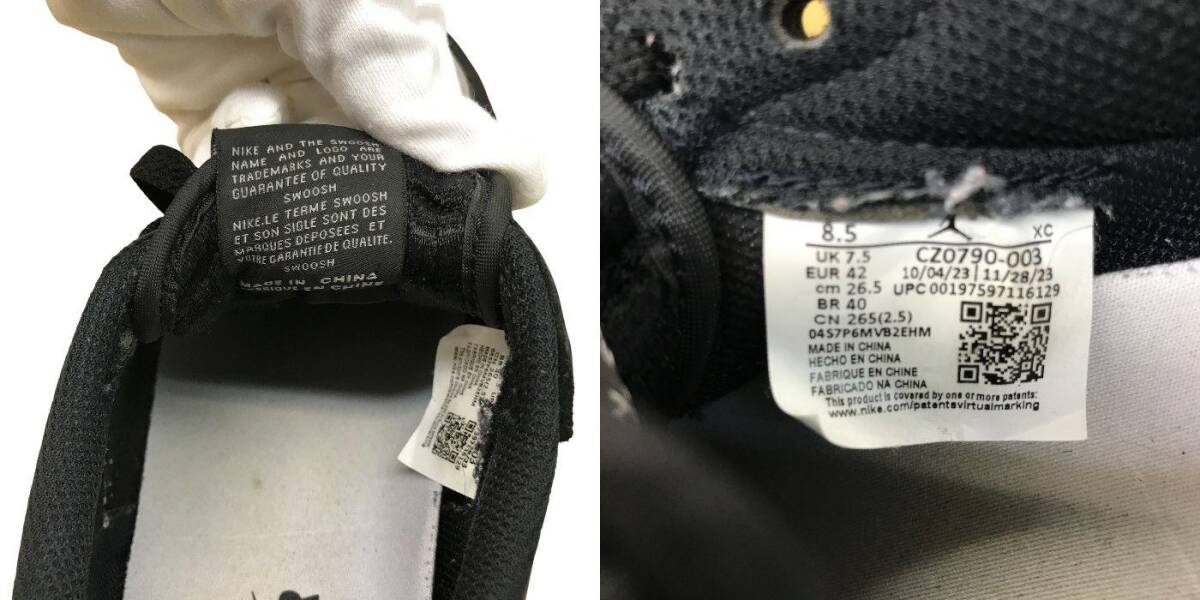 NIKE AND THE SWOOSH
NAME AND LOGO ARE
TRADEMARKS AND YOUR
GUARANTEE OF QUALITY
SWOOSH
NIKE.LE TERME SWOOSH
ET SON SIGLE SONT DES
MARQUES DEPOSEES ET
VOTRE GARANTIE DE QUALITE.
SWOOSH
MADE IN CHINA
FABRIQUE EN CHINE
8.5 XC
UK 7.5 CZ0790-003
EUR 42 10/04/23 | 11/28/23
cm 26.5 UPC 00197597116129
BR 40
CN 265(2.5)
04S7P6MVB2EHM
MADE IN CHINA
HECHO EN CHINA
FABRIQUE EN CHINE
FABRICADO NA CHINA
This product is covered by one or more patents:
www.nike.com/patentsvirtualmarking